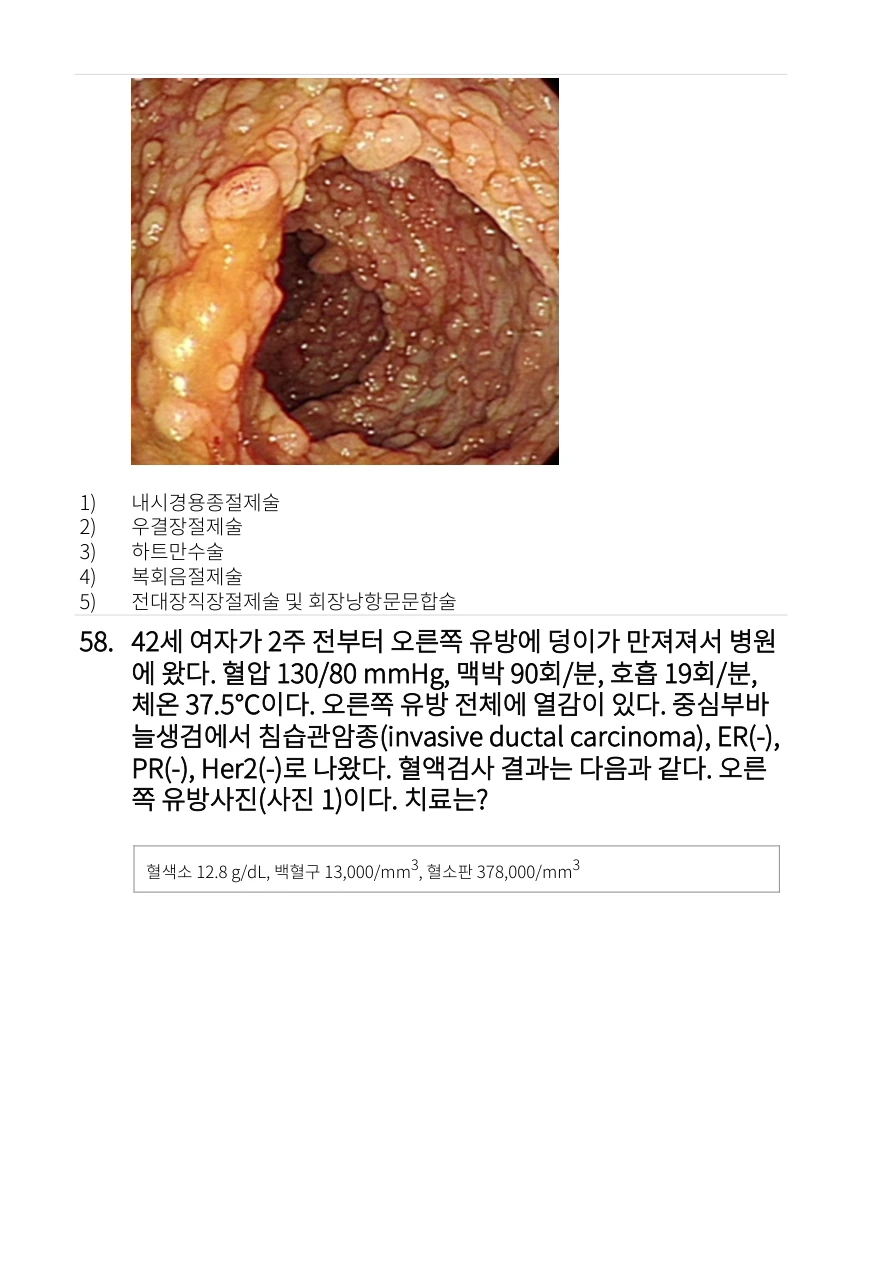 1) 내시경용종절제술
2) 우결장절제술
3) 하트만수술
4) 복회음절제술
5) 전대장직장절제술 및 회장낭항문문합술
58. 42세 여자가 2주 전부터 오른쪽 유방에 덩이가 만져져서 병원
에 왔다. 혈압 130/80 mmHg, 맥박 90회/분, 호흡 19회/분,
체온 37.5℃이다. 오른쪽 유방 전체에 열감이 있다. 중심부바
늘생검에서 침습관암종(invasive ductal carcinoma), ER(-),
PR(-), Her2(-)로 나왔다. 혈액검사 결과는 다음과 같다. 오른
쪽 유방사진(사진 1)이다. 치료는?
혈색소 12.8 g/dL, 백혈구 13,000/mm³, 혈소판 378,000/mm³